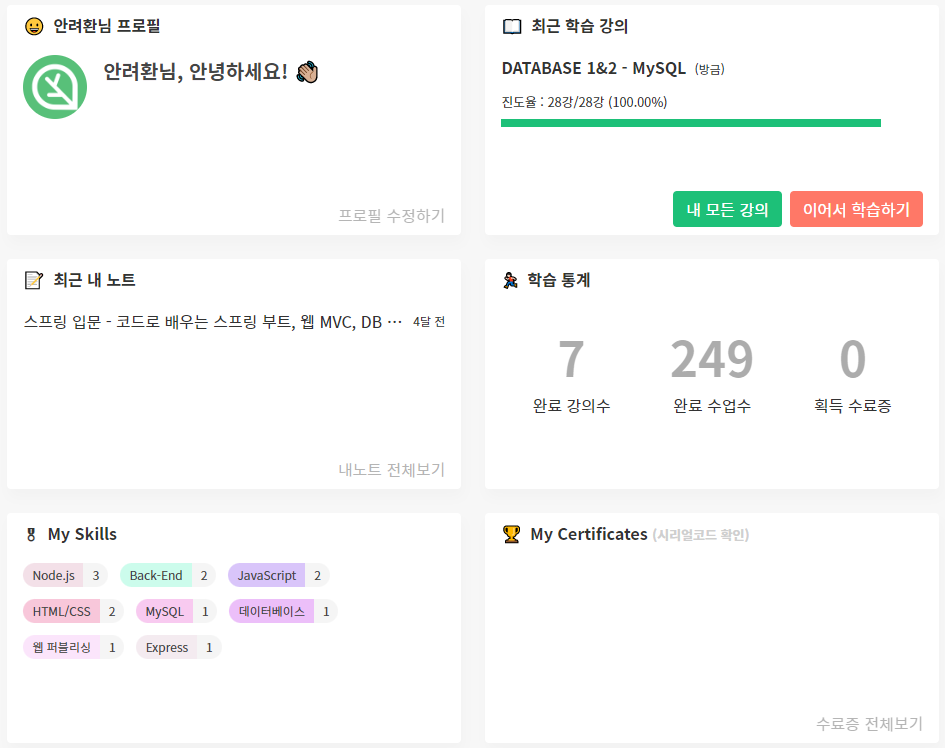 안려환님 프로필
안려환님, 안녕하세요!
프로필 수정하기
최근 학습 강의
DATABASE 1&2 - MySQL (방금)
진도율 : 28강/28강 (100.00%)
내 모든 강의 이어서 학습하기
최근 내 노트
스프링 입문 - 코드로 배우는 스프링 부트, 웹 MVC, DB ··· 4달 전
내노트 전체보기
학습 통계
7 249 0
완료 강의수 완료 수업수 획득 수료증
My Skills
Node.js 3 Back-End 2 JavaScript 2
HTML/CSS 2 MySQL 1 데이터베이스 1
웹 퍼블리싱 1 Express 1
My Certificates (시리얼코드 확인)
수료증 전체보기